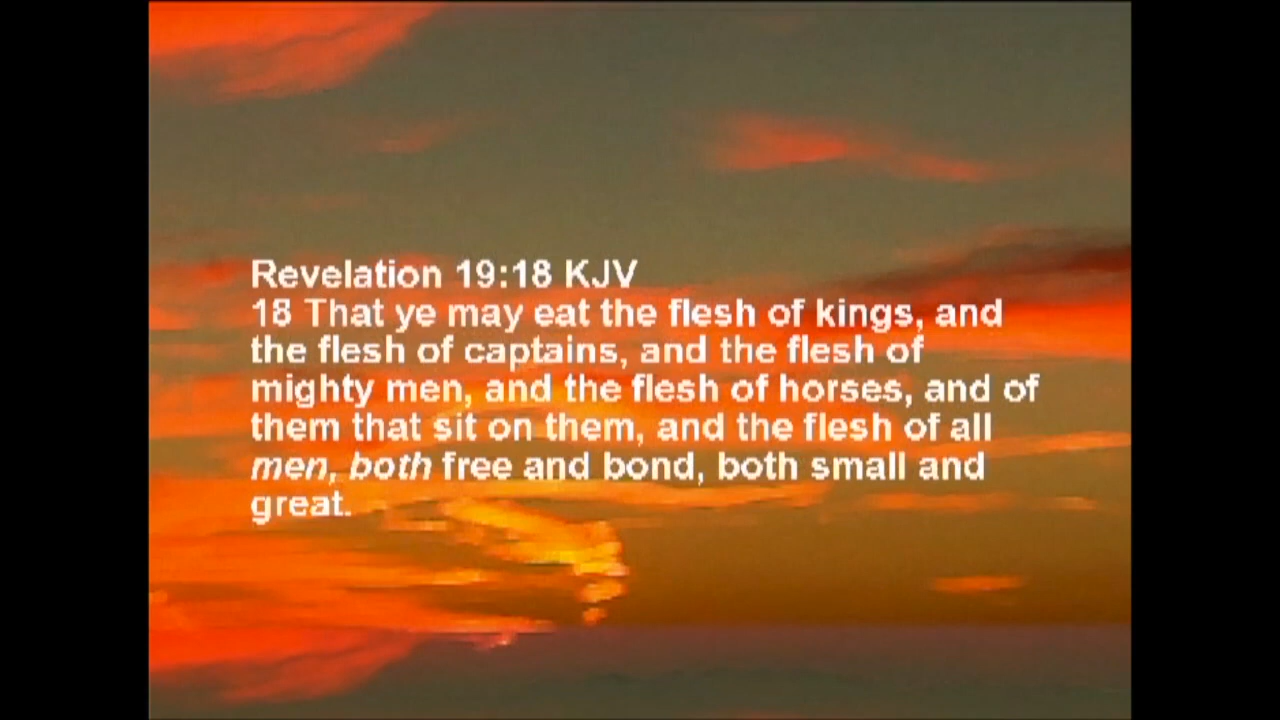 Revelation 19:18 KJV
18 That ye may eat the flesh of kings, and
the flesh of captains, and the flesh of
mighty men, and the flesh of horses, and of
them that sit on them, and the flesh of all
men, both free and bond, both small and
great.